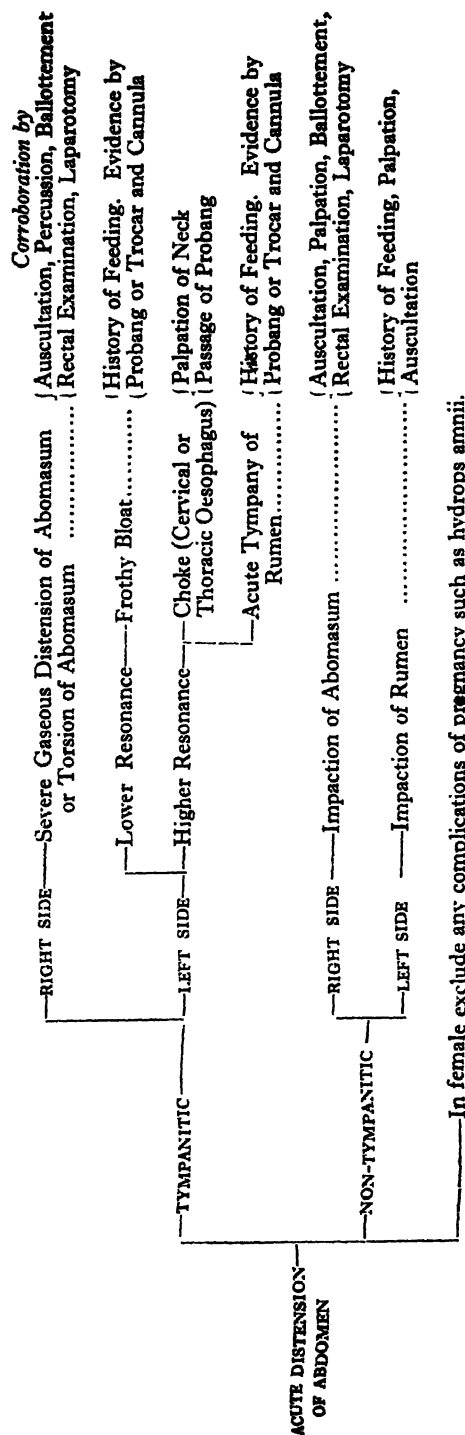 Corroboration by
ACUTE DISTENSION
OF ABDOMEN
TYMPANITIC
RIGHT SIDE
Severe Gaseous Distension of Abomasum
or Torsion of Abomasum ..................
Auscultation, Percussion, Ballottement
Rectal Examination, Laparotomy
LEFT SIDE
Lower Resonance
Frothy Bloat............
History of Feeding. Evidence by
Probang or Trocar and Cannula
Higher Resonance
Choke (Cervical or
Thoracic Oesophagus)
Palpation of Neck
Passage of Probang
Acute Tympany of
Rumen..................
History of Feeding. Evidence by
Probang or Trocar and Cannula
NON-TYMPANITIC
RIGHT SIDE
Impaction of Abomasum ..............................
Auscultation, Palpation, Ballottement,
Rectal Examination, Laparotomy
LEFT SIDE
Impaction of Rumen ..............................
History of Feeding, Palpation,
Auscultation
In female exclude any complications of pregnancy such as hydrops amnii.